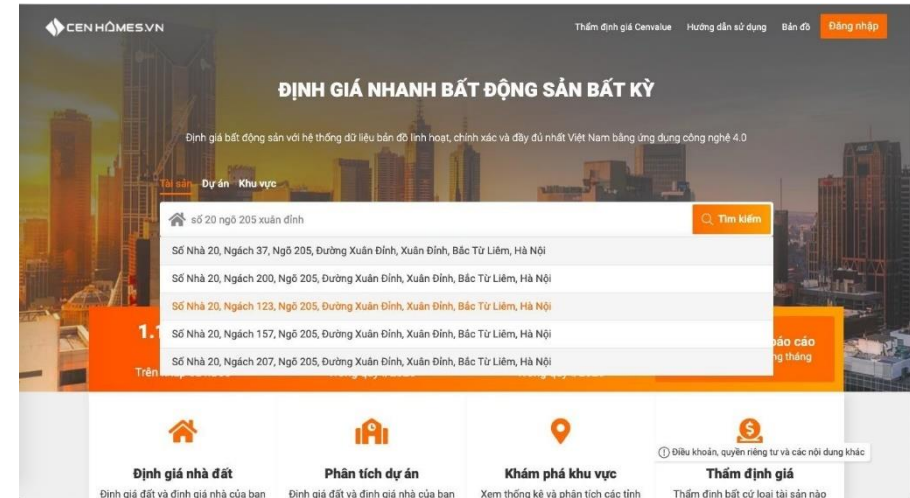 CENHOMES.VN
Thẩm định giá Cenvalue Hướng dẫn sử dụng Bản đồ Đăng nhập
ĐỊNH GIÁ NHANH BẤT ĐỘNG SẢN BẤT KỲ
Định giá bất động sản với hệ thống dữ liệu bản đồ linh hoạt, chính xác và đầy đủ nhất Việt Nam bằng ứng dụng công nghệ 4.0
Tài sản Dự án Khu vực
số 20 ngõ 205 xuân đỉnh Tìm kiếm
Số Nhà 20, Ngách 37, Ngõ 205, Đường Xuân Đỉnh, Xuân Đỉnh, Bắc Từ Liêm, Hà Nội
Số Nhà 20, Ngách 200, Ngõ 205, Đường Xuân Đỉnh, Xuân Đỉnh, Bắc Từ Liêm, Hà Nội
Số Nhà 20, Ngách 123, Ngõ 205, Đường Xuân Đỉnh, Xuân Đỉnh, Bắc Từ Liêm, Hà Nội
Số Nhà 20, Ngách 157, Ngõ 205, Đường Xuân Đỉnh, Xuân Đỉnh, Bắc Từ Liêm, Hà Nội
Số Nhà 20, Ngách 207, Ngõ 205, Đường Xuân Đỉnh, Xuân Đỉnh, Bắc Từ Liêm, Hà Nội
1.1 báo cáo
Trên tháng
Điều khoản, quyền riêng tư và các nội dung khác
Định giá nhà đất Phân tích dự án Khám phá khu vực Thẩm định giá
Định giá đất và định giá nhà của bạn Định giá đất và định giá nhà của bạn Xem thống kê và phân tích các tỉnh Thẩm định bất cứ loại tài sản nào